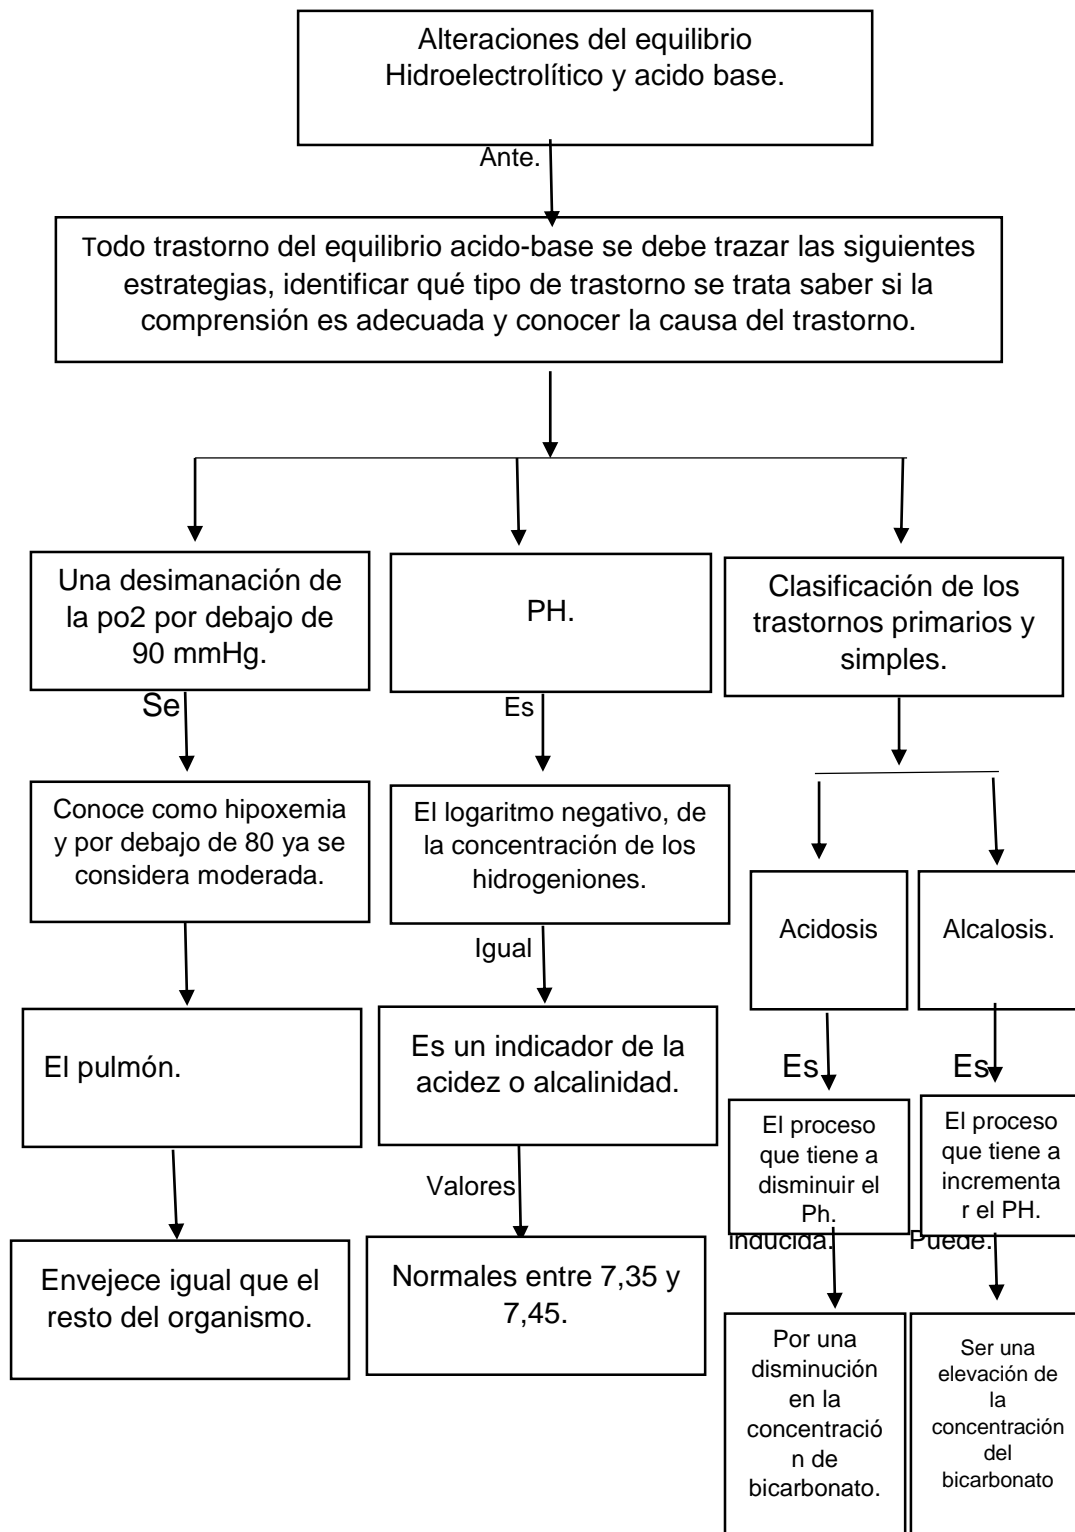 Alteraciones del equilibrio
Hidroelectrolítico y acido base.
Ante.
Todo trastorno del equilibrio acido-base se debe trazar las siguientes
estrategias, identificar qué tipo de trastorno se trata saber si la
comprensión es adecuada y conocer la causa del trastorno.
Una desimanación de
la po2 por debajo de
90 mmHg.
Se
Conoce como hipoxemia
y por debajo de 80 ya se
considera moderada.
El pulmón.
Envejece igual que el
resto del organismo.
PH.
Es
El logaritmo negativo, de
la concentración de los
hidrogeniones.
Igual
Es un indicador de la
acidez o alcalinidad.
Valores
Normales entre 7,35 y
7,45.
Clasificación de los
trastornos primarios y
simples.
Acidosis
Es
El proceso
que tiene a
disminuir el
Ph.
inducida.
Por una
disminución
en la
concentració
n de
bicarbonato.
Alcalosis.
Es
El proceso
que tiene a
incrementa
r el PH.
Puede.
Ser una
elevación de
la
concentración
del
bicarbonato